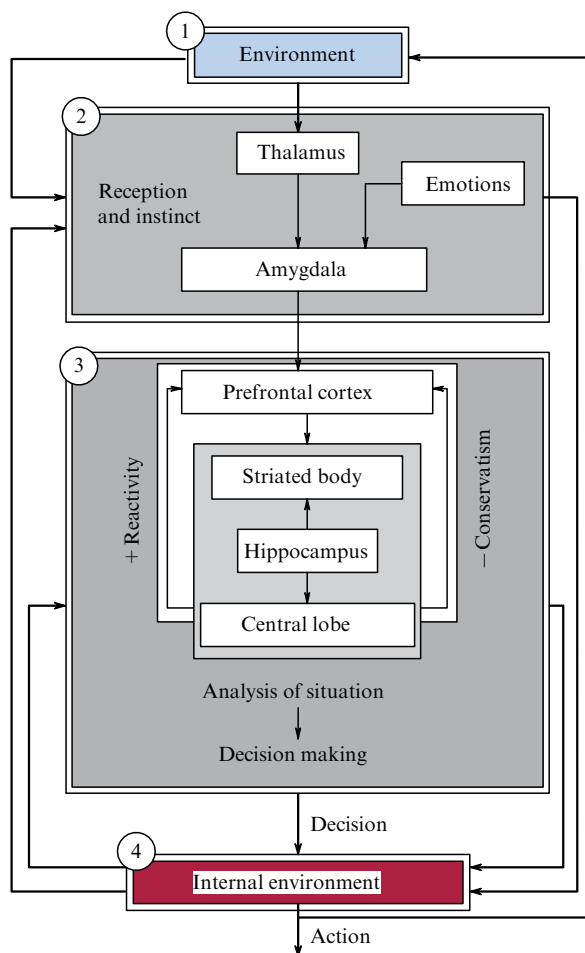 1
Environment
2
Thalamus
Emotions
Reception
and instinct
Amygdala
3
Prefrontal cortex
+ Reactivity
Striated body
− Conservatism
Hippocampus
Central lobe
Analysis of situation
Decision making
Decision
4
Internal environment
Action